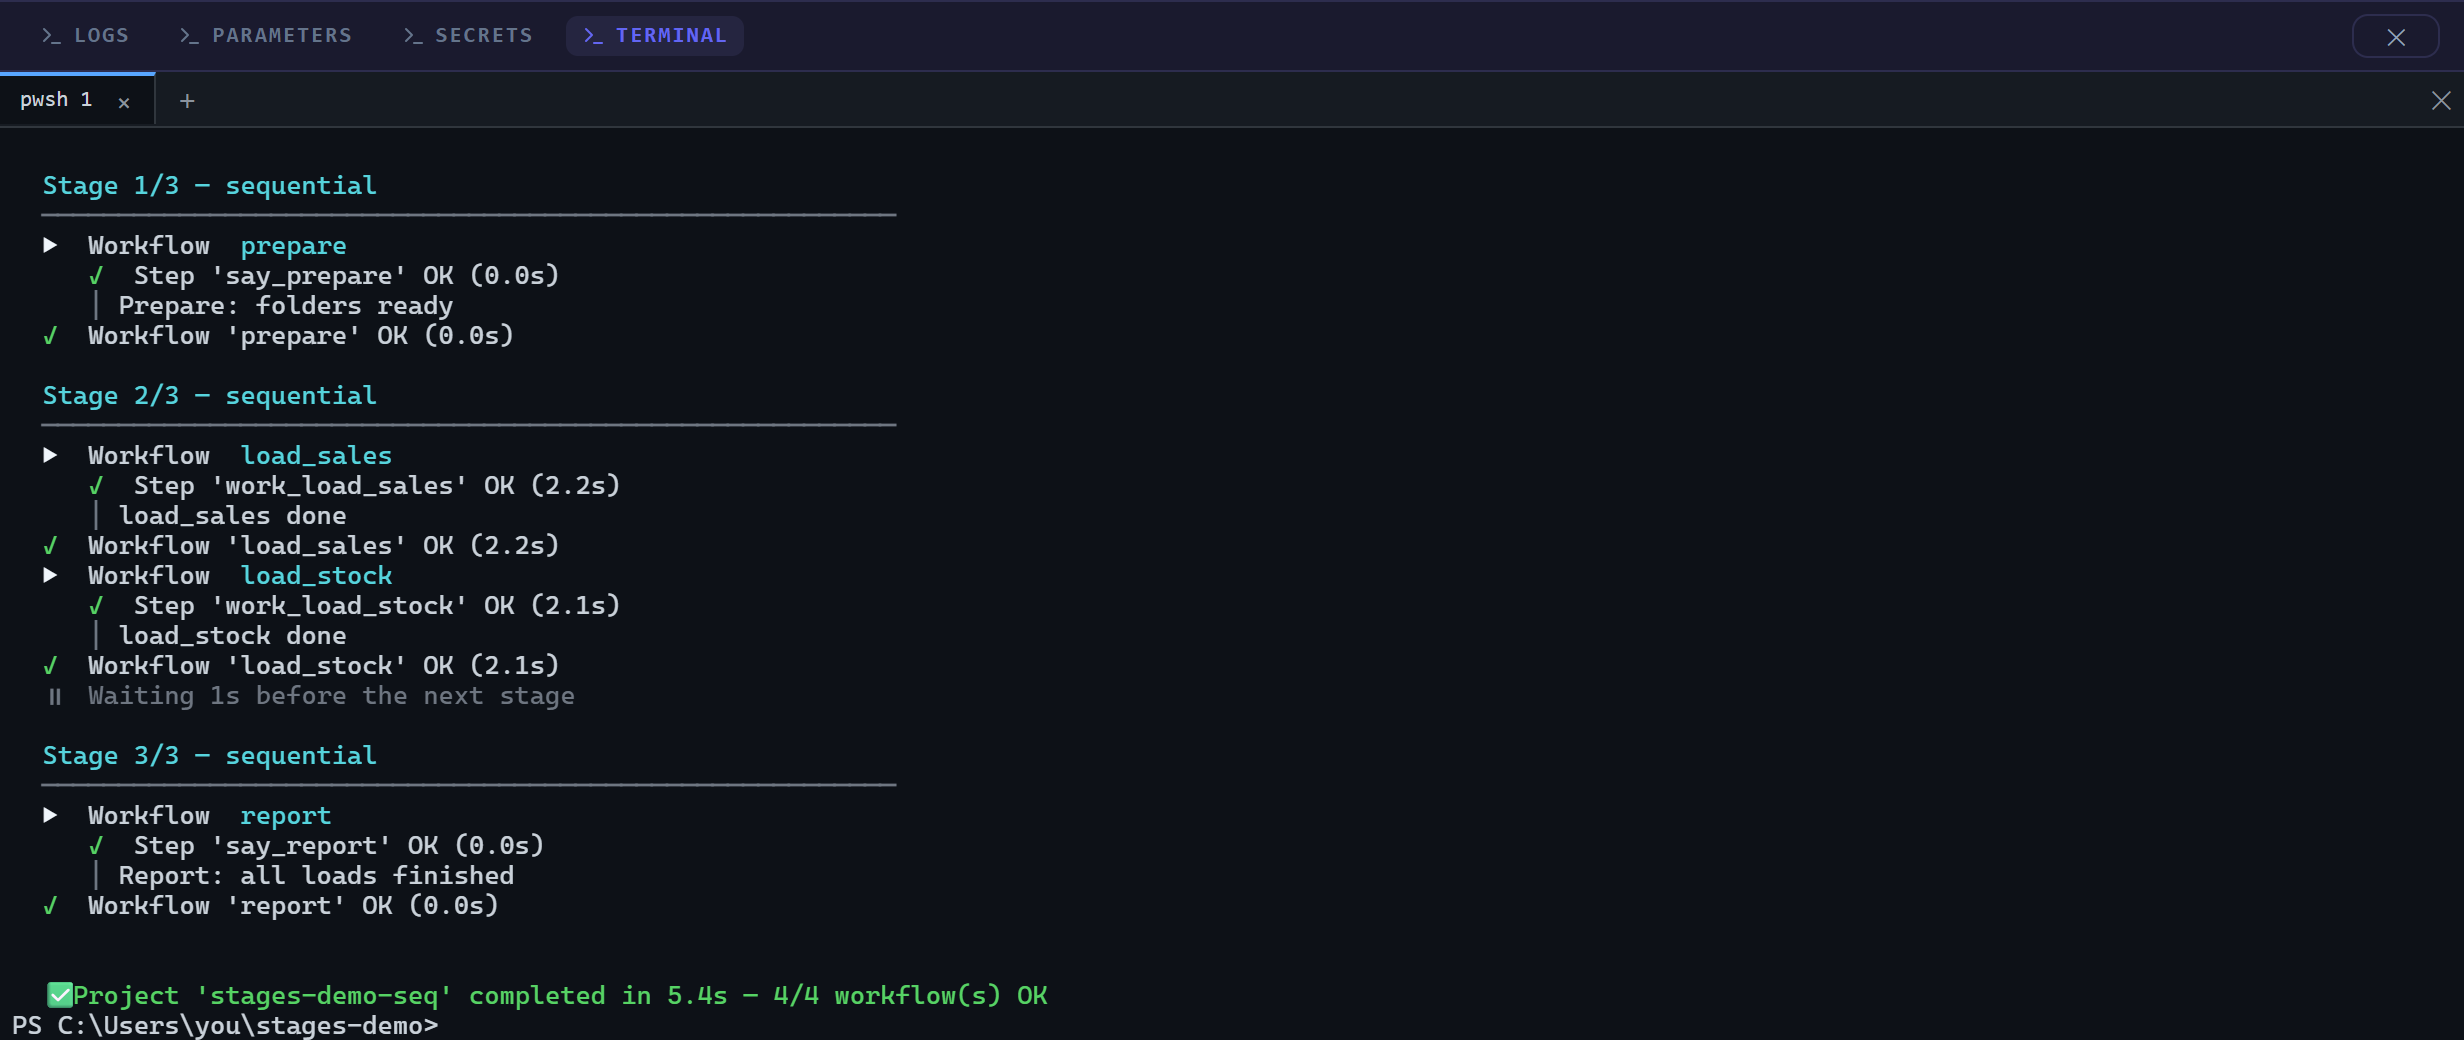 >_ LOGS >_ PARAMETERS >_ SECRETS >_ TERMINAL
pwsh 1 × +
Stage 1/3 — sequential
▶ Workflow prepare
√ Step 'say_prepare' OK (0.0s)
│ Prepare: folders ready
√ Workflow 'prepare' OK (0.0s)
Stage 2/3 — sequential
▶ Workflow load_sales
√ Step 'work_load_sales' OK (2.2s)
│ load_sales done
√ Workflow 'load_sales' OK (2.2s)
▶ Workflow load_stock
√ Step 'work_load_stock' OK (2.1s)
│ load_stock done
√ Workflow 'load_stock' OK (2.1s)
⏸ Waiting 1s before the next stage
Stage 3/3 — sequential
▶ Workflow report
√ Step 'say_report' OK (0.0s)
│ Report: all loads finished
√ Workflow 'report' OK (0.0s)
✅Project 'stages-demo-seq' completed in 5.4s — 4/4 workflow(s) OK
PS C:\Users\you\stages-demo>